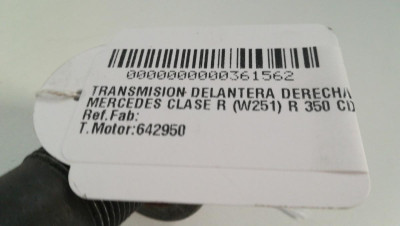 0000000000361562
TRANSMISION DELANTERA DERECHA
MERCEDES CLASE R (W251) R 350 CD
Ref.Fab:
T.Motor:642950